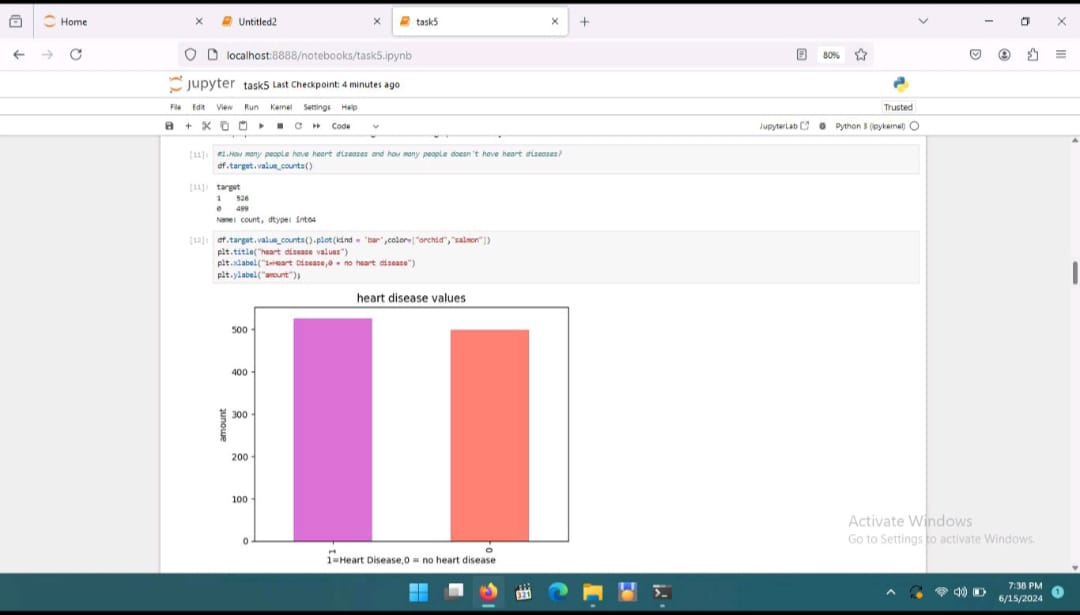 Home
Untitled2
task5
localhost:8888/notebooks/task5.ipynb
80%
jupyter task5 Last Checkpoint: 4 minutes ago
File Edit View Run Kernel Settings Help
Trusted
Code
JupyterLab
Python 3 (ipykernel)
[11]: #1.How many people have heart diseases and how many people doesn't have heart diseases?
df.target.value_counts()
[11]: target
1 526
0 499
Name: count, dtype: int64
[12]: df.target.value_counts().plot(kind = 'bar',color=["orchid","salmon"])
plt.title("heart disease values")
plt.xlabel("1=Heart Disease,0 = no heart disease")
plt.ylabel("amount");
heart disease values
500
400
300
200
100
0
amount
1
0
1=Heart Disease,0 = no heart disease
Activate Windows
Go to Settings to activate Windows.
321
7:38 PM
6/15/2024
1